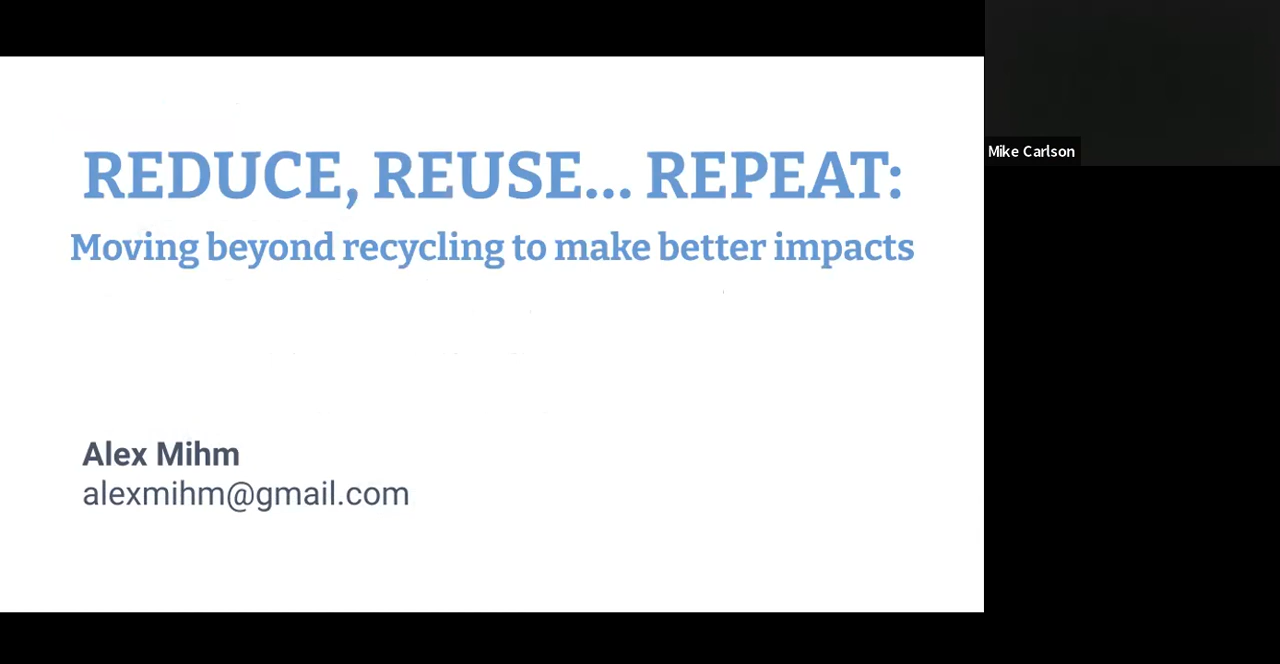 REDUCE, REUSE... REPEAT:
Moving beyond recycling to make better impacts
Alex Mihm
alexmihm@gmail.com
Mike Carlson